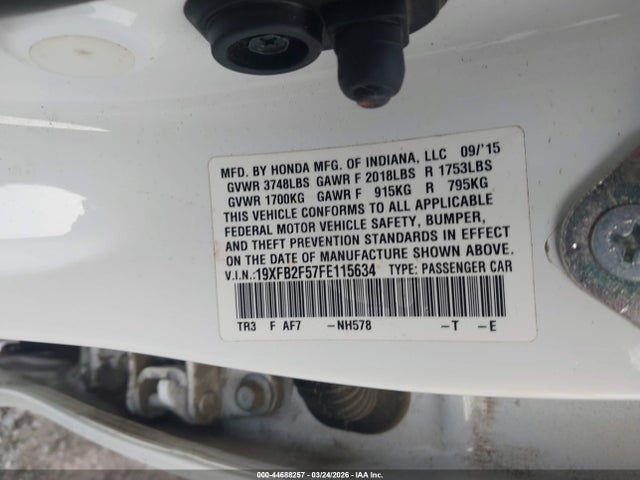 MFD. BY HONDA MFG. OF INDIANA, LLC 09/'15
GVWR 3748LBS GAWR F 2018LBS R 1753LBS
GVWR 1700KG GAWR F 915KG R 795KG
THIS VEHICLE CONFORMS TO ALL APPLICABLE
FEDERAL MOTOR VEHICLE SAFETY, BUMPER,
AND THEFT PREVENTION STANDARDS IN EFFECT
ON THE DATE OF MANUFACTURE SHOWN ABOVE.
V.I.N.:19XFB2F57FE115634 TYPE: PASSENGER CAR
TR3 F AF7 -NH578 -T -E
000-44688257 - 03/24/2026 - IAA Inc.